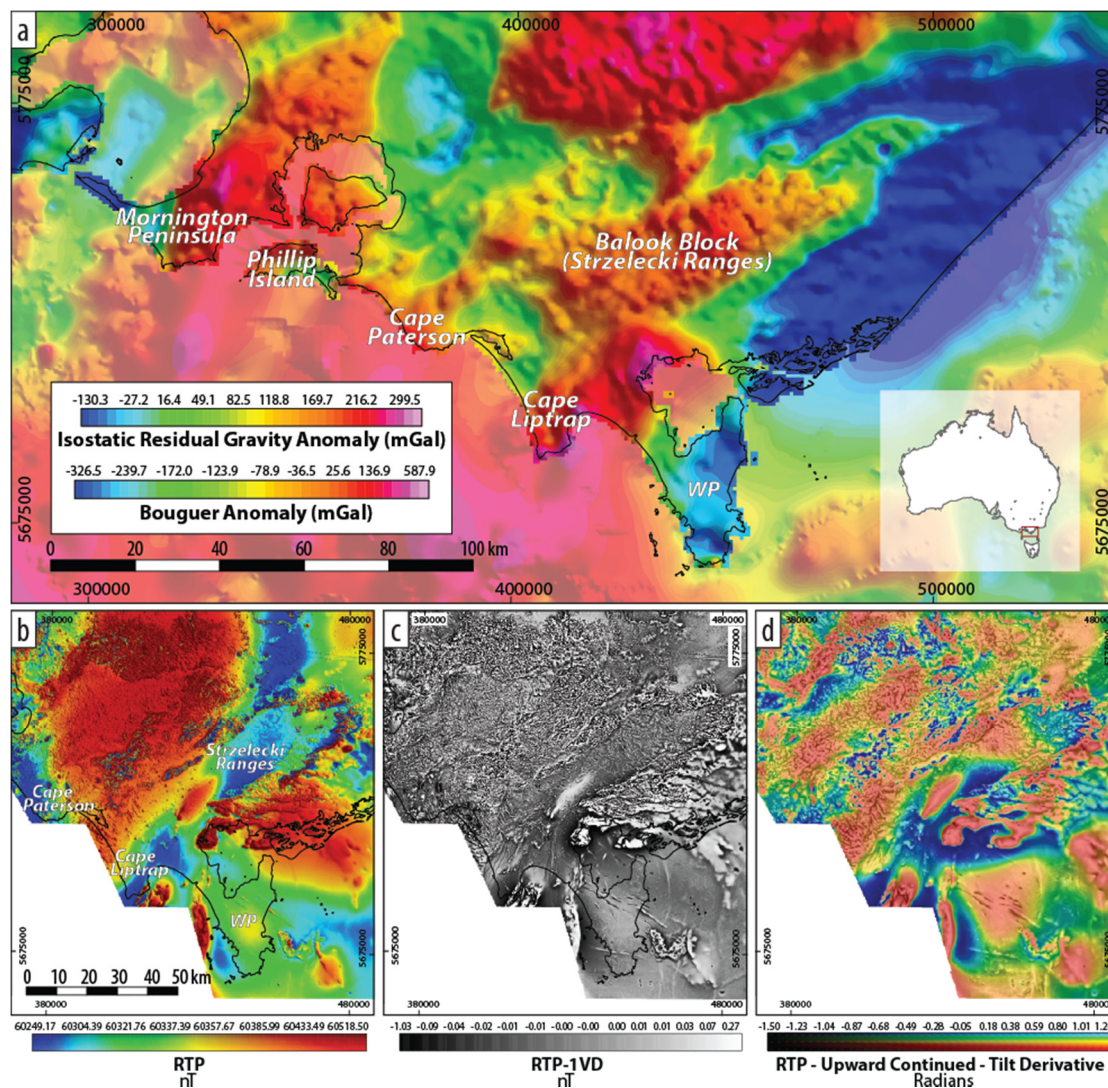 a
300000
400000
500000
5775000
5775000
Mornington
Peninsula
Phillip
Island
Balook Block
(Strzelecki Ranges)
Cape
Paterson
Cape
Liptrap
WP
-130.3 -27.2 16.4 49.1 82.5 118.8 169.7 216.2 299.5
Isostatic Residual Gravity Anomaly (mGal)
-326.5 -239.7 -172.0 -123.9 -78.9 -36.5 25.6 136.9 587.9
Bouguer Anomaly (mGal)
5675000
5675000
0 20 40 60 80 100 km
300000
400000
500000
b
380000
480000
Strzelecki
Ranges
Cape
Paterson
Cape
Liptrap
WP
0 10 20 30 40 50 km
380000
480000
60249.17 60304.39 60321.76 60337.39 60357.67 60385.99 60433.49 60518.50
RTP
nT
c
380000
480000
5775000
5675000
380000
480000
-1.03 -0.09 -0.04 -0.02 -0.01 -0.01 -0.00 0.00 0.01 0.01 0.03 0.07 0.27
RTP-1VD
nT
d
380000
480000
5775000
5675000
380000
480000
-1.50 -1.23 -1.04 -0.87 -0.68 -0.49 -0.28 -0.05 0.18 0.38 0.59 0.80 1.01
RTP - Upward Continued - Tilt Derivative
Radians